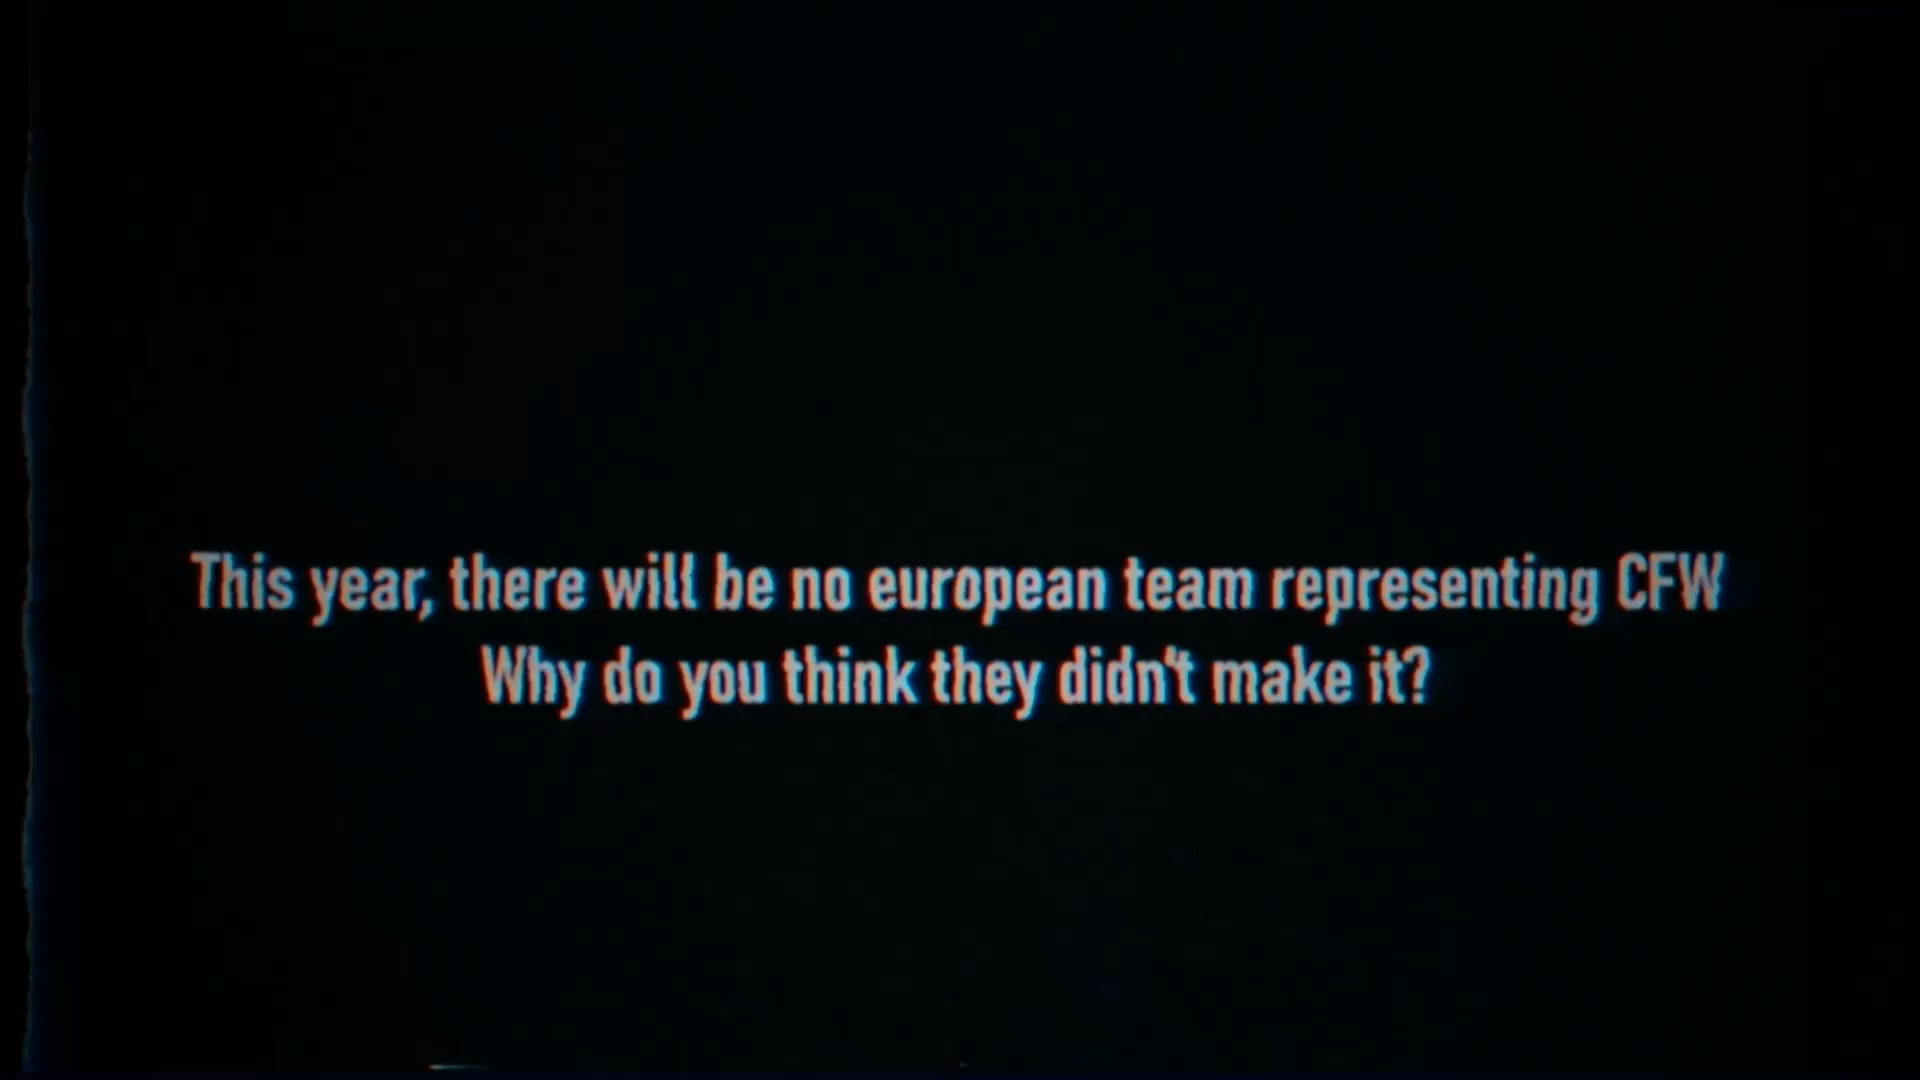 This year, there will be no european team representing CFW
Why do you think they didn't make it?